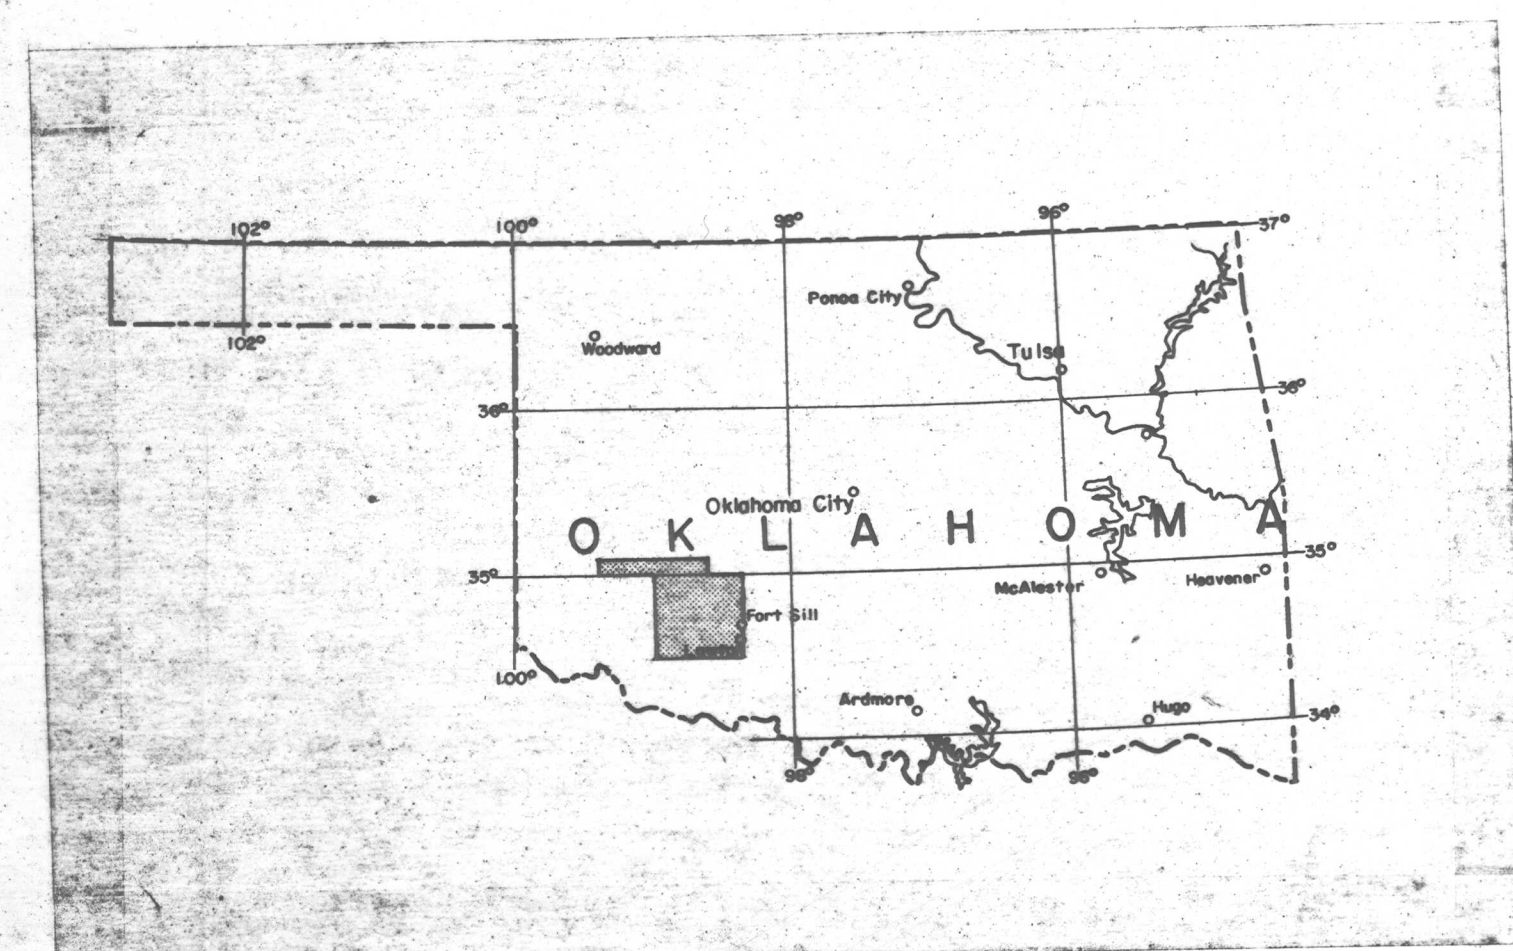 102°
100°
98°
96°
37°
Ponca City
102°
Woodward
Tulsa
36°
36°
Oklahoma City
O K L A H O M A
35°
35°
McAlester
Heavener
Fort Sill
100°
Ardmore
Hugo
34°
98°
96°